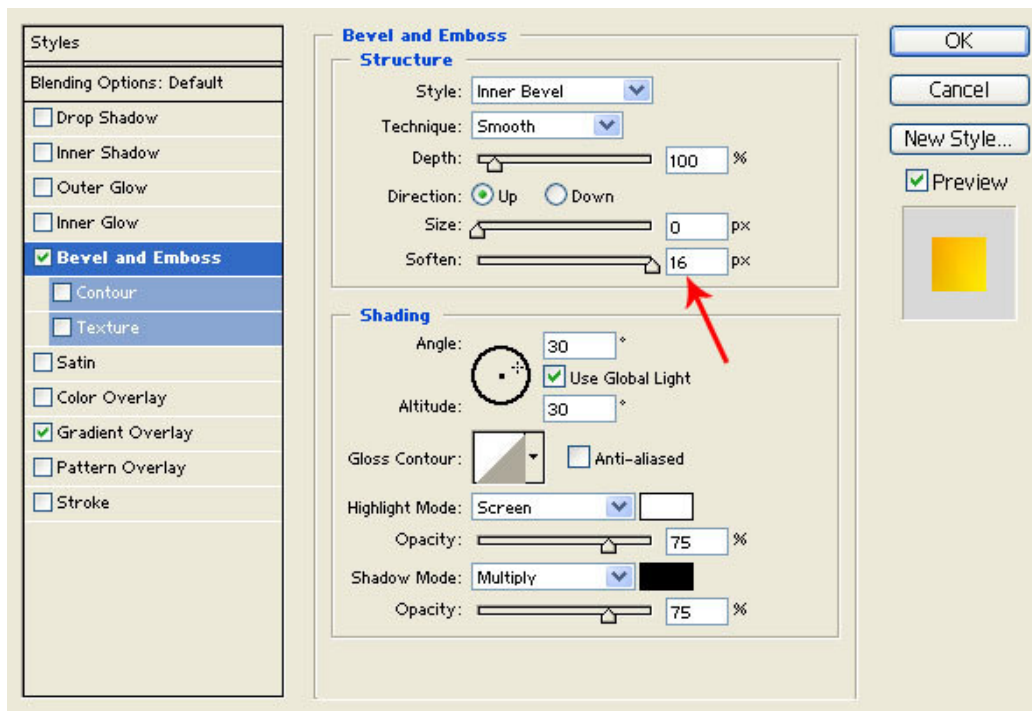 Styles
Blending Options: Default
Drop Shadow
Inner Shadow
Outer Glow
Inner Glow
Bevel and Emboss
Contour
Texture
Satin
Color Overlay
Gradient Overlay
Pattern Overlay
Stroke
Bevel and Emboss
Structure
Style: Inner Bevel
Technique: Smooth
Depth: 100 %
Direction: Up Down
Size: 0 px
Soften: 16 px
Shading
Angle: 30 °
Use Global Light
Altitude: 30 °
Gloss Contour: Anti-aliased
Highlight Mode: Screen
Opacity: 75 %
Shadow Mode: Multiply
Opacity: 75 %
OK
Cancel
New Style...
Preview